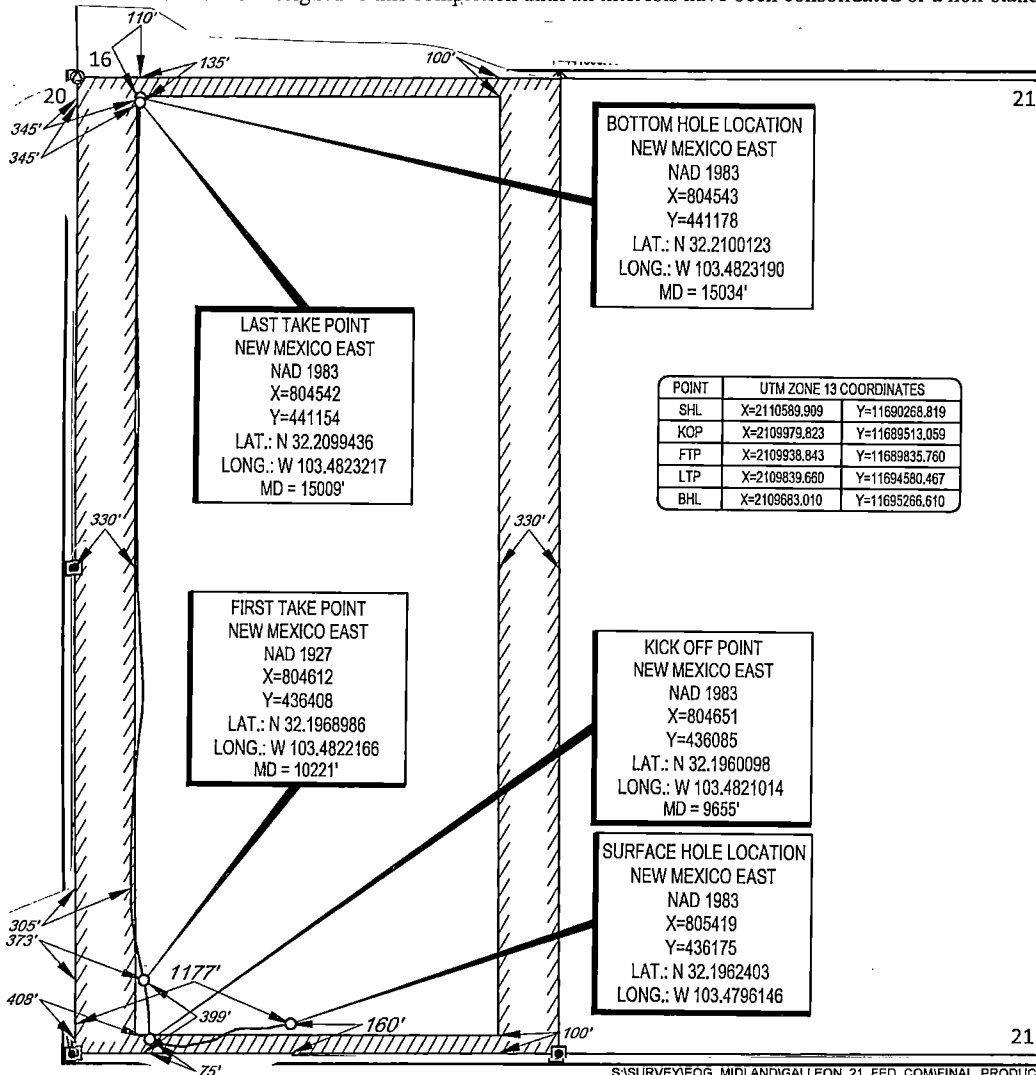 110'
16
135'
100'
20
21
345'
345'
BOTTOM HOLE LOCATION
NEW MEXICO EAST
NAD 1983
X=804543
Y=441178
LAT.: N 32.2100123
LONG.: W 103.4823190
MD = 15034'
LAST TAKE POINT
NEW MEXICO EAST
NAD 1983
X=804542
Y=441154
LAT.: N 32.2099436
LONG.: W 103.4823217
MD = 15009'
POINT UTM ZONE 13 COORDINATES
SHL X=2110589.909 Y=11690268.819
KOP X=2109979.823 Y=11689513.059
FTP X=2109938.843 Y=11689835.760
LTP X=2109839.660 Y=11694580.467
BHL X=2109683.010 Y=11695266.610
330'
330'
FIRST TAKE POINT
NEW MEXICO EAST
NAD 1927
X=804612
Y=436408
LAT.: N 32.1968986
LONG.: W 103.4822166
MD = 10221'
KICK OFF POINT
NEW MEXICO EAST
NAD 1983
X=804651
Y=436085
LAT.: N 32.1960098
LONG.: W 103.4821014
MD = 9655'
SURFACE HOLE LOCATION
NEW MEXICO EAST
NAD 1983
X=805419
Y=436175
LAT.: N 32.1962403
LONG.: W 103.4796146
305'
373'
1177'
408'
399'
160'
100'
21
75'